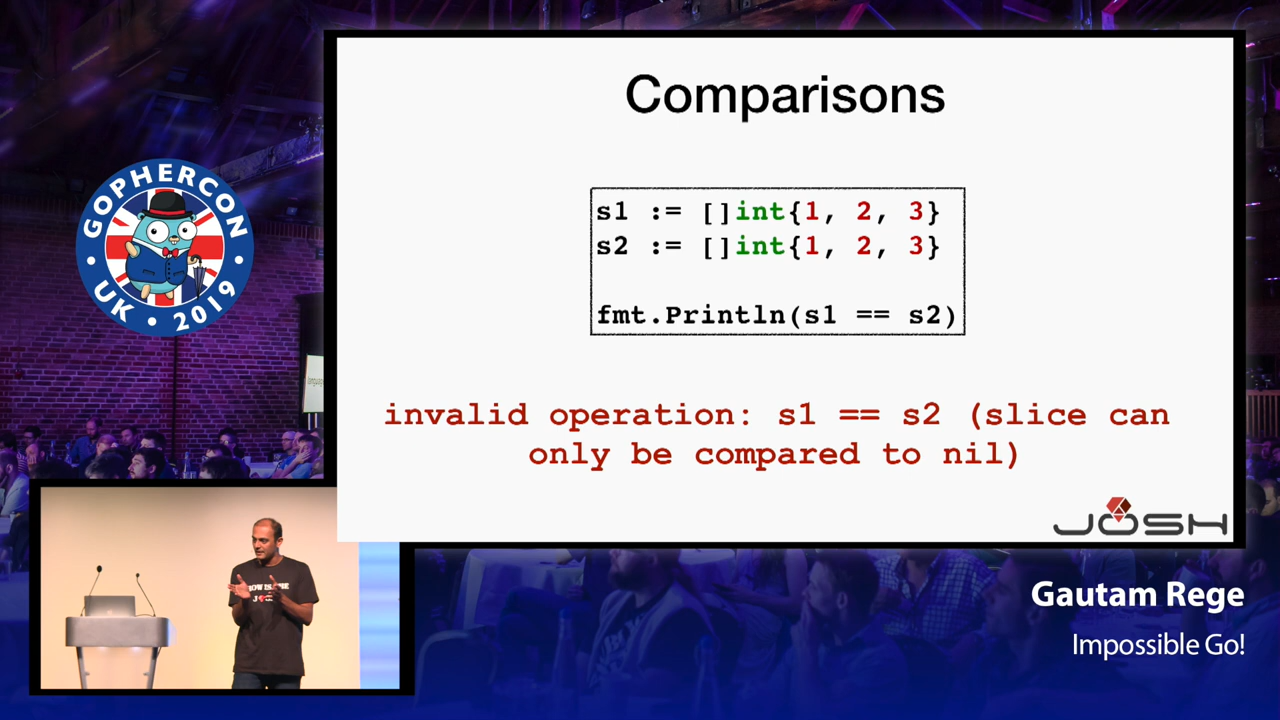 Comparisons
s1 := []int{1, 2, 3}
s2 := []int{1, 2, 3}
fmt.Println(s1 == s2)
invalid operation: s1 == s2 (slice can
only be compared to nil)
JOSH
GOPHERCON
UK • 2019
Gautam Rege
Impossible Go!